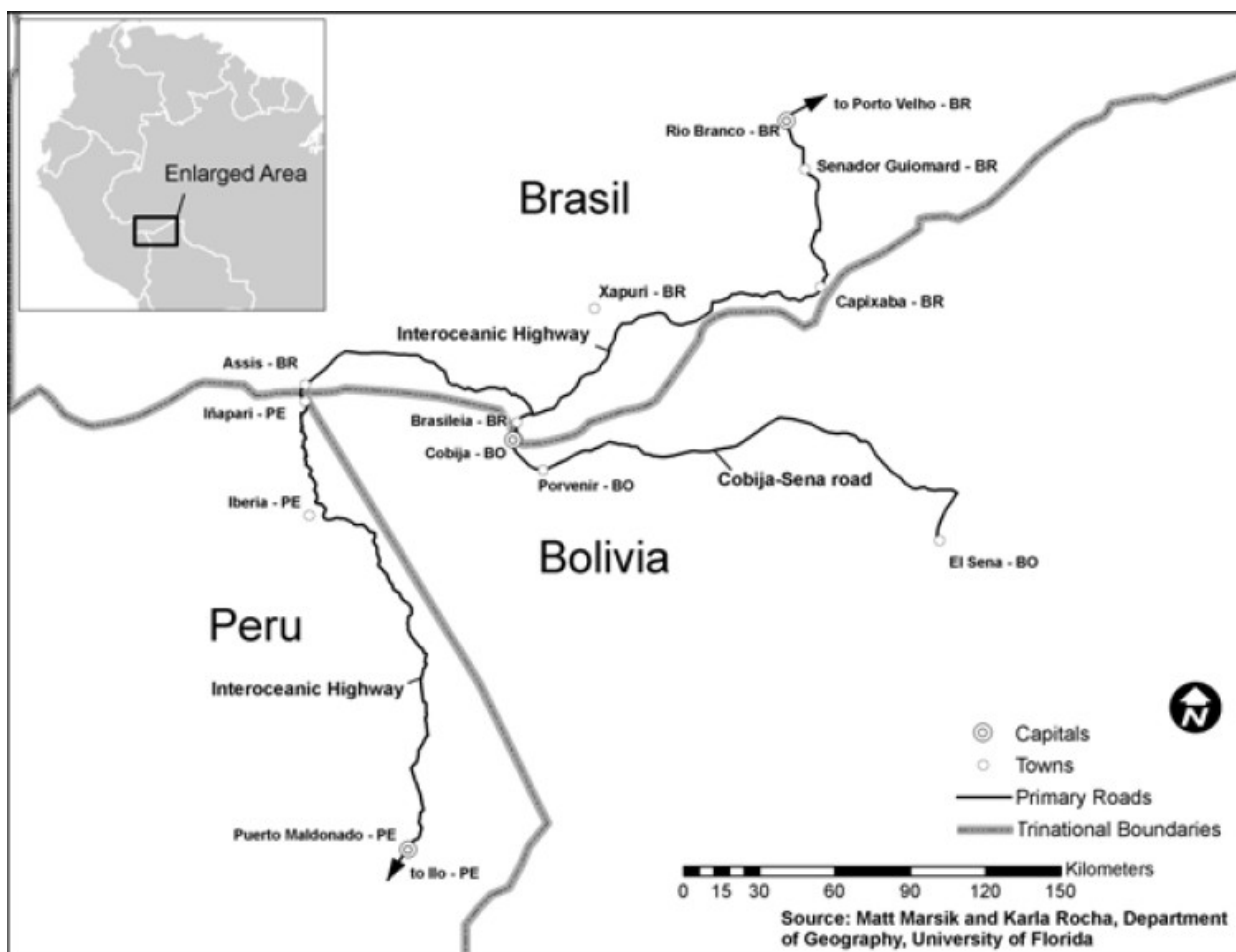 Enlarged Area
to Porto Velho - BR
Rio Branco - BR
Senador Guiomard - BR
Brasil
Xapuri - BR
Capixaba - BR
Interoceanic Highway
Assis - BR
Iñapari - PE
Brasileia - BR
Cobija - BO
Porvenir - BO
Cobija-Sena road
Iberia - PE
Bolivia
El Sena - BO
Peru
Interoceanic Highway
N
Capitals
Towns
Primary Roads
Trinational Boundaries
Puerto Maldonado - PE
to Ilo - PE
Kilometers
0 15 30 60 90 120 150
Source: Matt Marsik and Karla Rocha, Department
of Geography, University of Florida